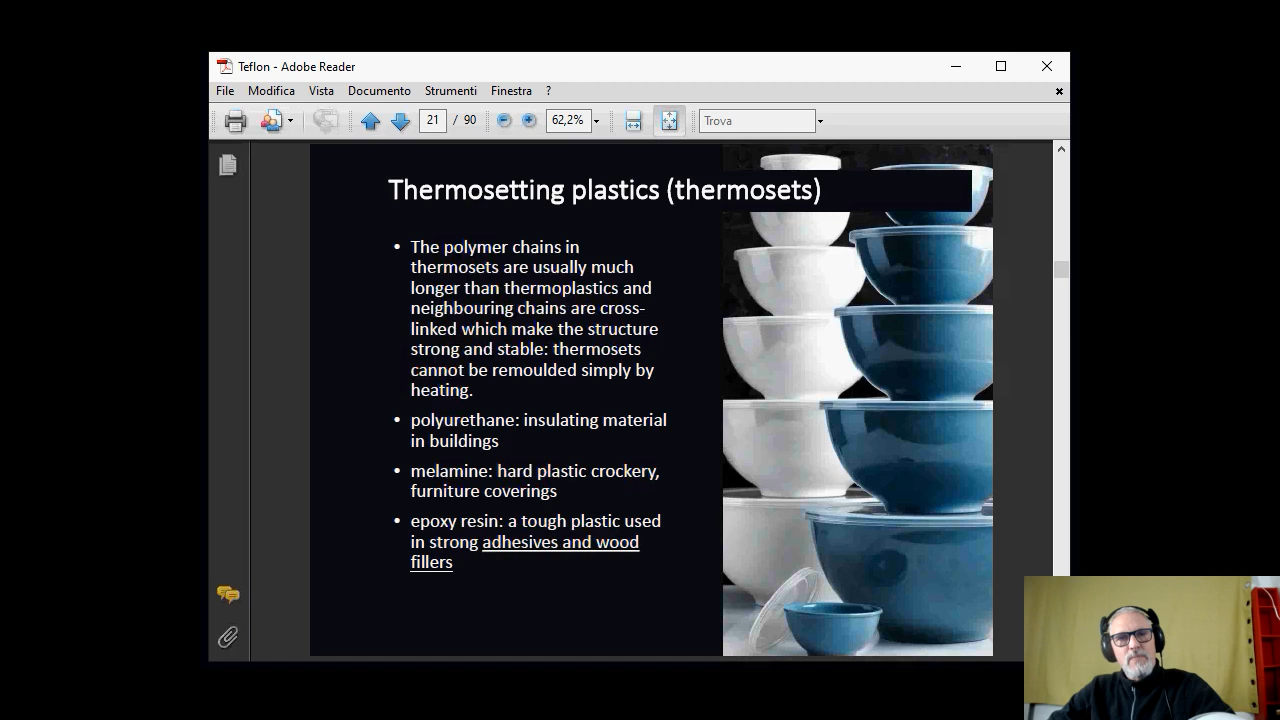 Teflon - Adobe Reader
File Modifica Vista Documento Strumenti Finestra ?
21 / 90 62,2% Trova
Thermosetting plastics (thermosets)
• The polymer chains in
thermosets are usually much
longer than thermoplastics and
neighbouring chains are cross-
linked which make the structure
strong and stable: thermosets
cannot be remoulded simply by
heating.
• polyurethane: insulating material
in buildings
• melamine: hard plastic crockery,
furniture coverings
• epoxy resin: a tough plastic used
in strong adhesives and wood
fillers